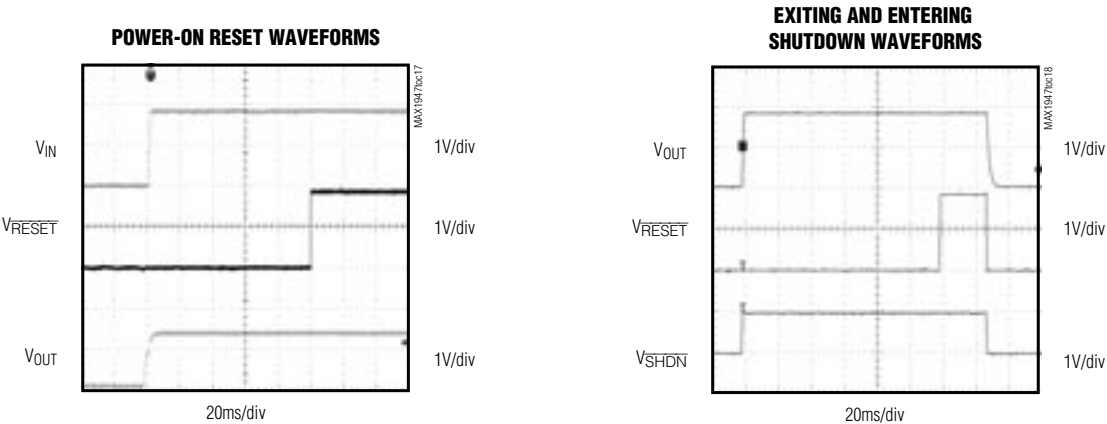 POWER-ON RESET WAVEFORMS
MAX1947toc17
VIN
1V/div
VRESET
1V/div
VOUT
1V/div
20ms/div
EXITING AND ENTERING
SHUTDOWN WAVEFORMS
MAX1947toc18
VOUT
1V/div
VRESET
1V/div
VSHDN
1V/div
20ms/div